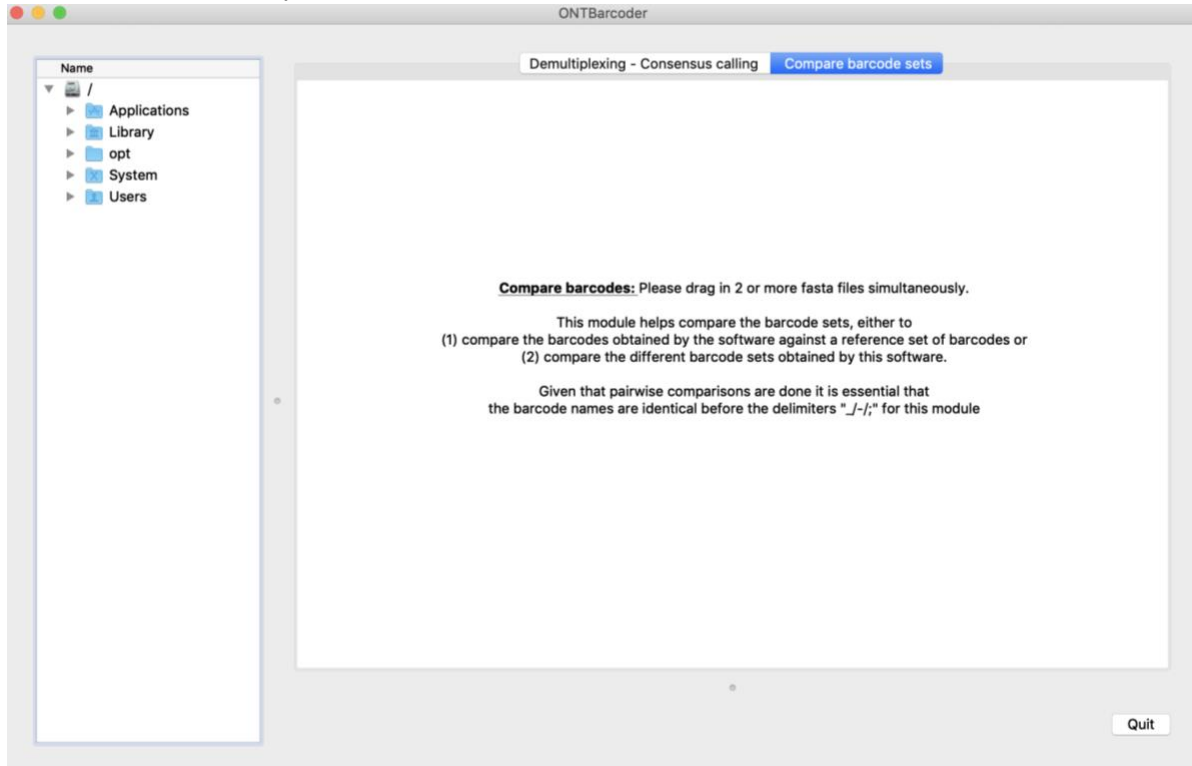 ONTBarcoder
Name
/
Applications
Library
opt
System
Users
Demultiplexing - Consensus calling
Compare barcode sets
Compare barcodes: Please drag in 2 or more fasta files simultaneously.
This module helps compare the barcode sets, either to
(1) compare the barcodes obtained by the software against a reference set of barcodes or
(2) compare the different barcode sets obtained by this software.
Given that pairwise comparisons are done it is essential that
the barcode names are identical before the delimiters "_/-/;" for this module
Quit